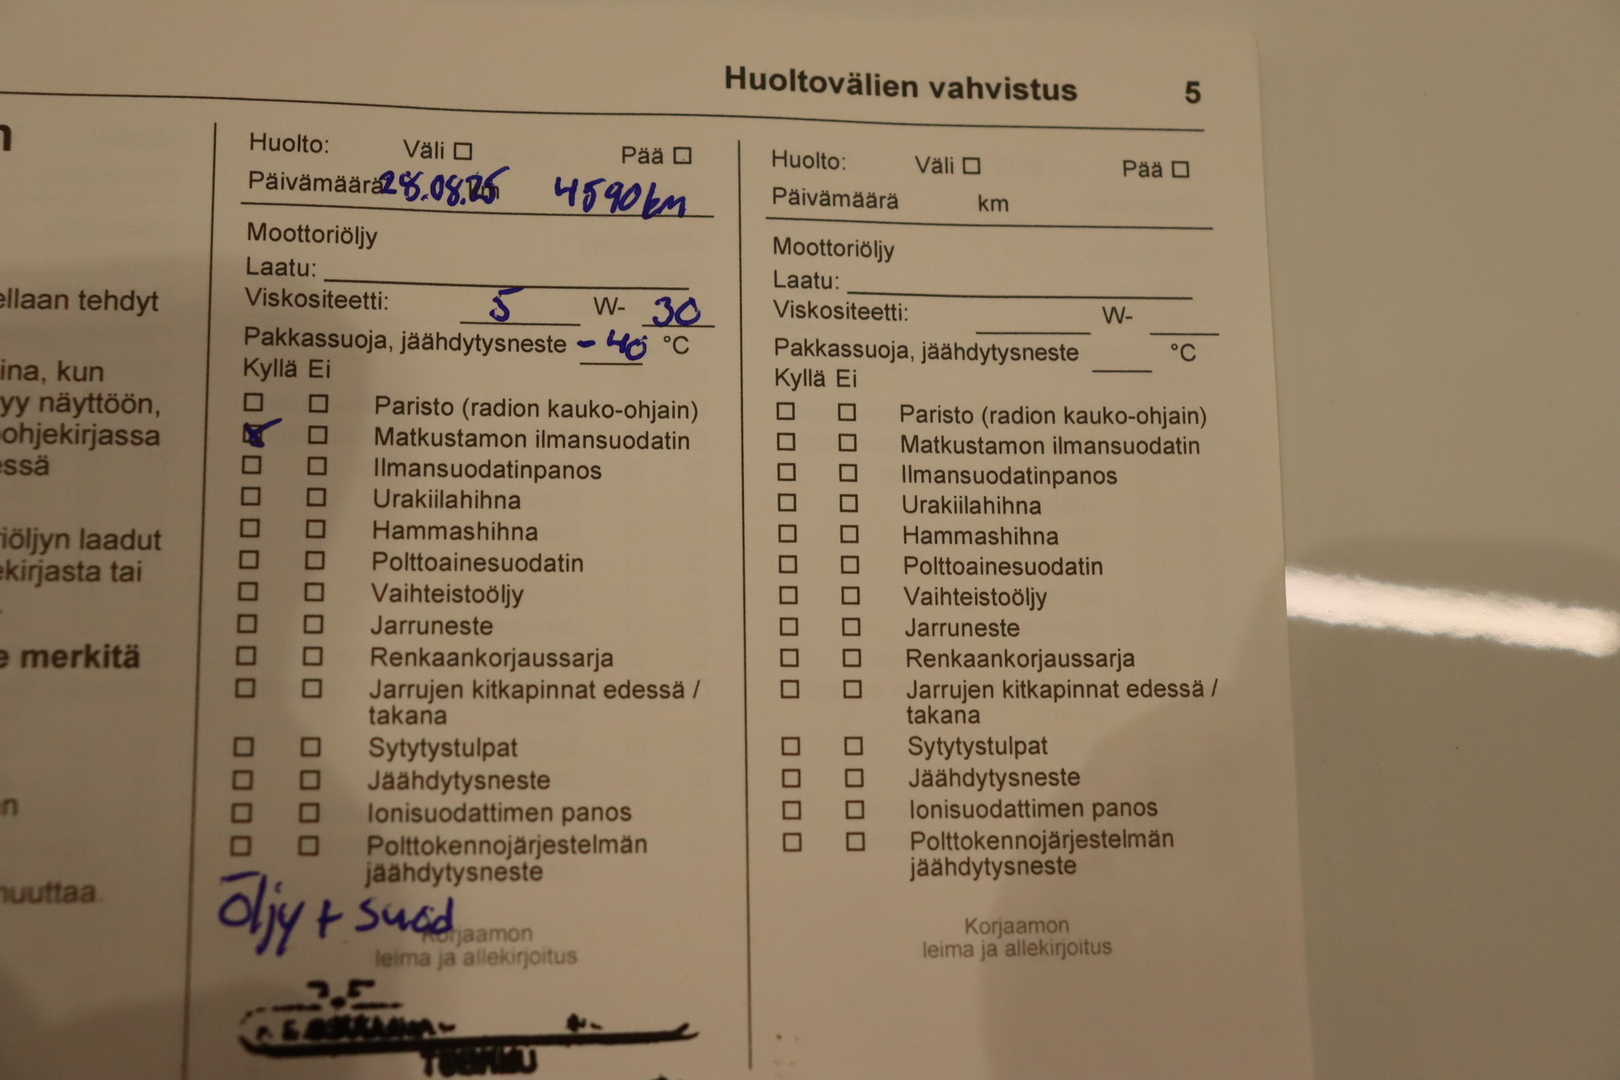 Huoltovälien vahvistus 5
ellaan tehdyt
ina, kun
yy näyttöön,
ohjekirjassa
essä
iöljyn laadut
ekirjasta tai
e merkitä
nuuttaa.
Huolto: Väli ☐ Pää ☐
Päivämäärä 28.08.25 4590 km
Moottoriöljy
Laatu:
Viskositeetti: 5 W- 30
Pakkassuoja, jäähdytysneste -40 °C
Kyllä Ei
Paristo (radion kauko-ohjain)
Matkustamon ilmansuodatin
Ilmansuodatinpanos
Urakiilahihna
Hammashihna
Polttoainesuodatin
Vaihteistoöljy
Jarruneste
Renkaankorjaussarja
Jarrujen kitkapinnat edessä /
takana
Sytytystulpat
Jäähdytysneste
Ionisuodattimen panos
Polttokennojärjestelmän
jäähdytysneste
Öljy + suod
Korjaamon
leima ja allekirjoitus
Huolto: Väli ☐ Pää ☐
Päivämäärä km
Moottoriöljy
Laatu:
Viskositeetti: W-
Pakkassuoja, jäähdytysneste °C
Kyllä Ei
Paristo (radion kauko-ohjain)
Matkustamon ilmansuodatin
Ilmansuodatinpanos
Urakiilahihna
Hammashihna
Polttoainesuodatin
Vaihteistoöljy
Jarruneste
Renkaankorjaussarja
Jarrujen kitkapinnat edessä /
takana
Sytytystulpat
Jäähdytysneste
Ionisuodattimen panos
Polttokennojärjestelmän
jäähdytysneste
Korjaamon
leima ja allekirjoitus